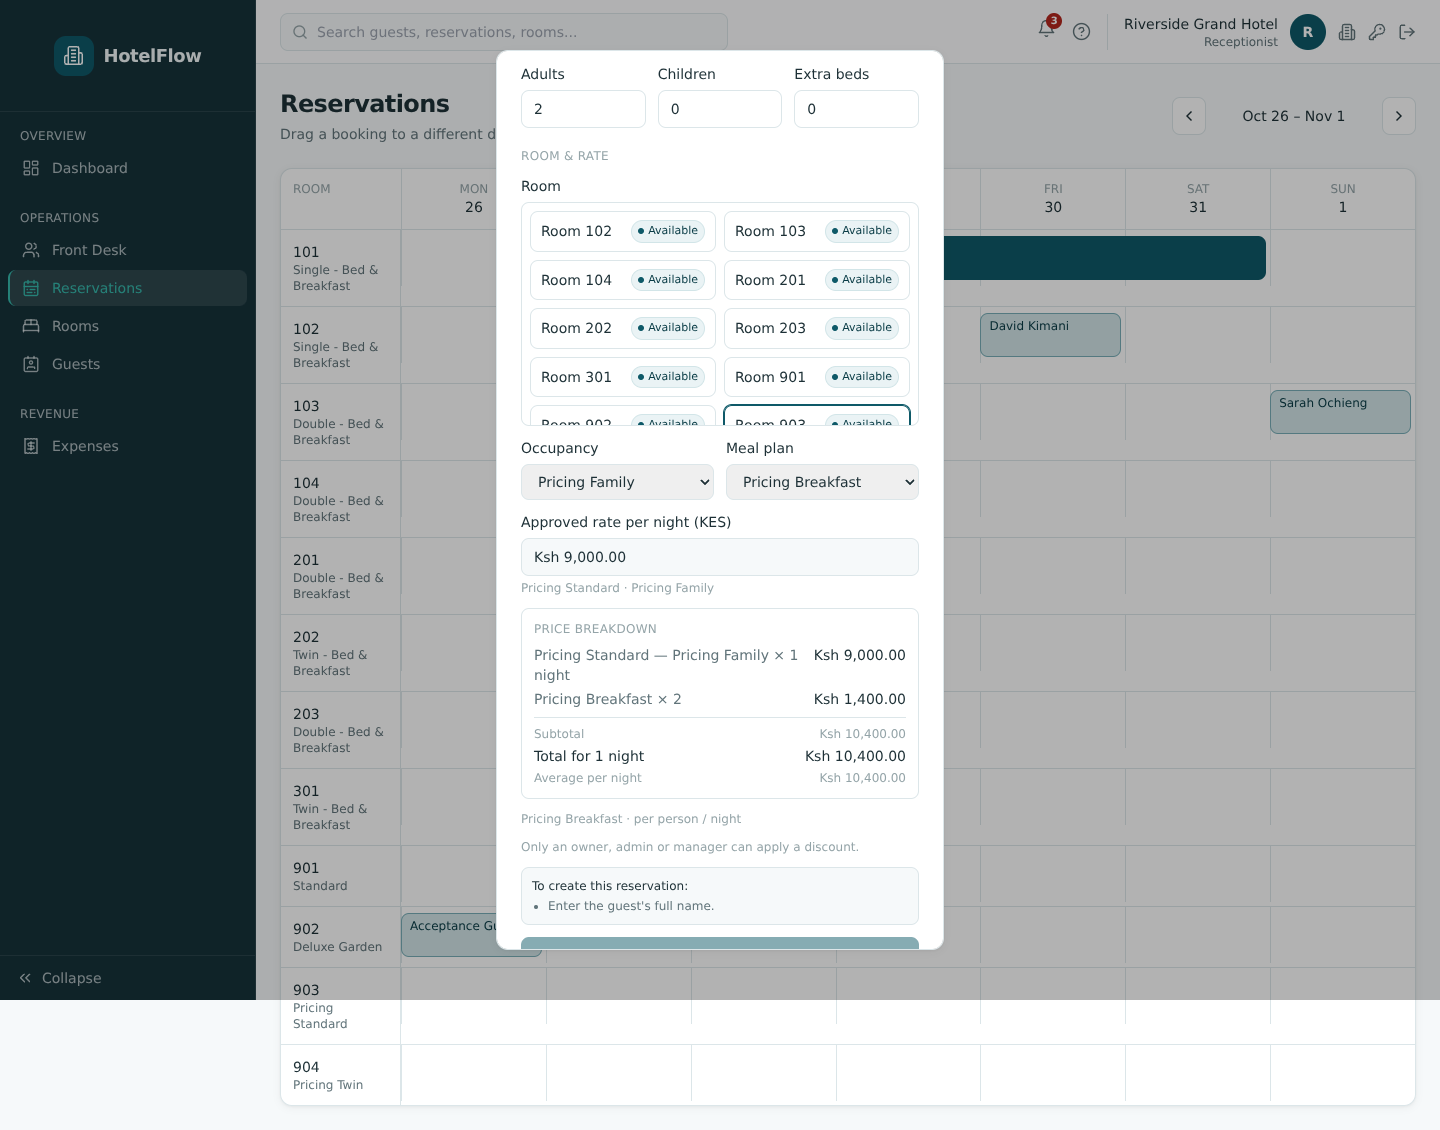 HotelFlow
OVERVIEW
Dashboard
OPERATIONS
Front Desk
Reservations
Rooms
Guests
REVENUE
Expenses
Collapse
Search guests, reservations, rooms...
3
Riverside Grand Hotel
Receptionist
R
Reservations
Drag a booking to a different d
Oct 26 – Nov 1
ROOM
MON
26
FRI
30
SAT
31
SUN
1
101
Single - Bed &
Breakfast
102
Single - Bed &
Breakfast
David Kimani
103
Double - Bed &
Breakfast
Sarah Ochieng
104
Double - Bed &
Breakfast
201
Double - Bed &
Breakfast
202
Twin - Bed &
Breakfast
203
Double - Bed &
Breakfast
301
Twin - Bed &
Breakfast
901
Standard
902
Deluxe Garden
Acceptance Gu
903
Pricing
Standard
904
Pricing Twin
Adults
Children
Extra beds
2
0
0
ROOM & RATE
Room
Room 102 Available
Room 103 Available
Room 104 Available
Room 201 Available
Room 202 Available
Room 203 Available
Room 301 Available
Room 901 Available
Room 902 Available
Room 903 Available
Occupancy
Meal plan
Pricing Family
Pricing Breakfast
Approved rate per night (KES)
Ksh 9,000.00
Pricing Standard · Pricing Family
PRICE BREAKDOWN
Pricing Standard — Pricing Family × 1 Ksh 9,000.00
night
Pricing Breakfast × 2 Ksh 1,400.00
Subtotal Ksh 10,400.00
Total for 1 night Ksh 10,400.00
Average per night Ksh 10,400.00
Pricing Breakfast · per person / night
Only an owner, admin or manager can apply a discount.
To create this reservation:
• Enter the guest's full name.